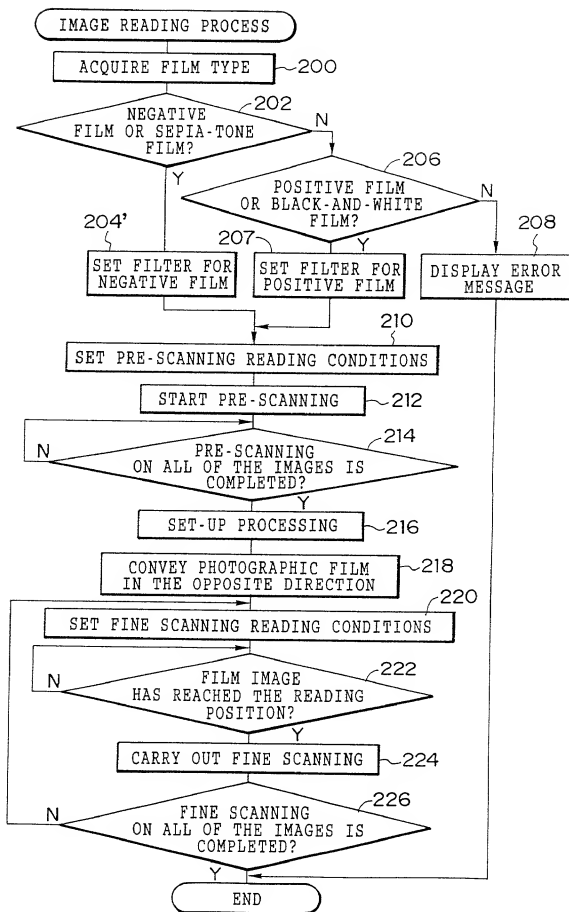 IMAGE READING PROCESS
ACQUIRE FILM TYPE
200
202
NEGATIVE
FILM OR SEPIA-TONE
FILM?
N
Y
206
POSITIVE FILM
OR BLACK-AND-WHITE
FILM?
N
Y
204'
SET FILTER FOR
NEGATIVE FILM
207
SET FILTER FOR
POSITIVE FILM
208
DISPLAY ERROR
MESSAGE
210
SET PRE-SCANNING READING CONDITIONS
START PRE-SCANNING
212
214
PRE-SCANNING
ON ALL OF THE IMAGES IS
COMPLETED?
N
Y
SET-UP PROCESSING
216
CONVEY PHOTOGRAPHIC FILM
IN THE OPPOSITE DIRECTION
218
220
SET FINE SCANNING READING CONDITIONS
N
FILM IMAGE
HAS REACHED THE READING
POSITION?
222
Y
CARRY OUT FINE SCANNING
224
226
N
FINE SCANNING
ON ALL OF THE IMAGES IS
COMPLETED?
Y
END